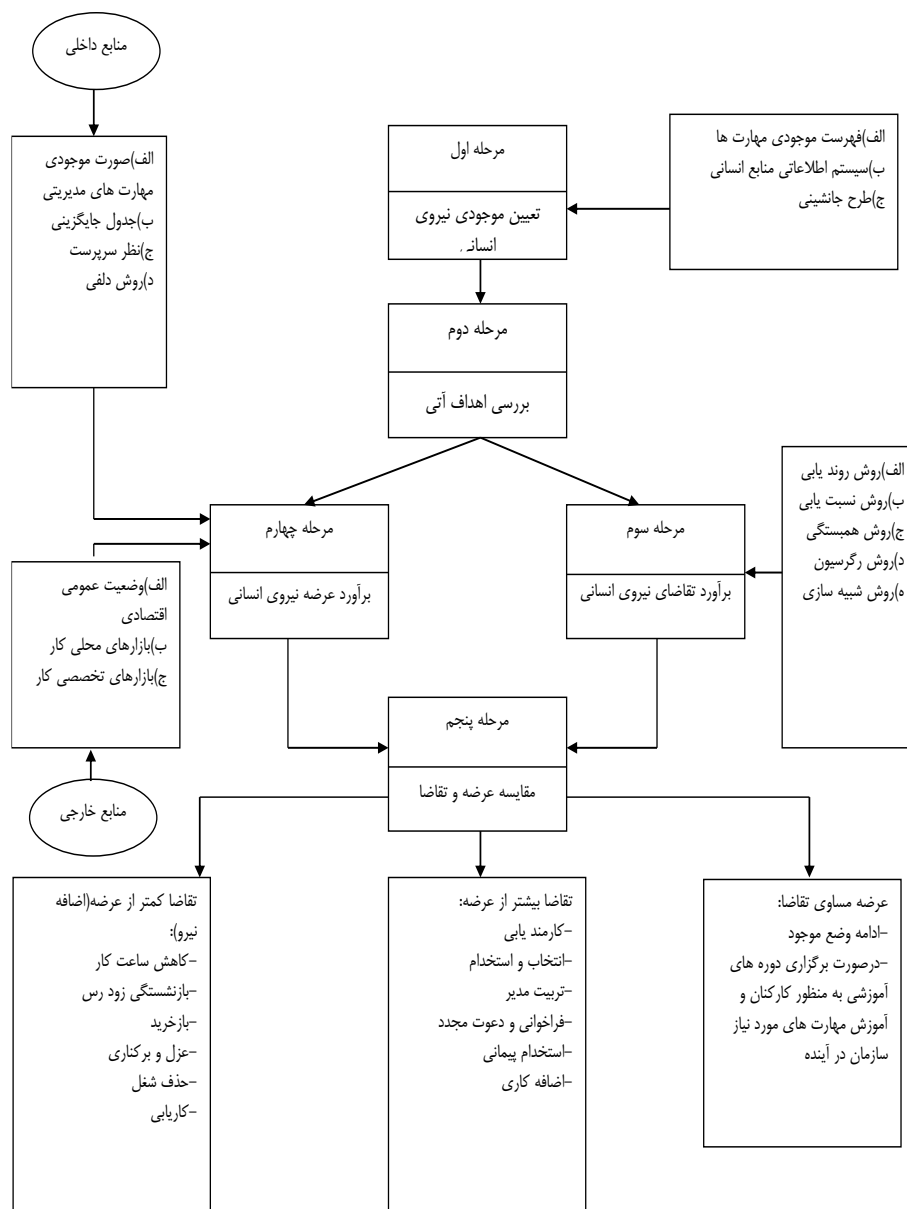 منابع داخلی
الف)صورت موجودی
مهارت های مدیریتی
ب)جدول جایگزینی
ج)نظر سرپرست
د)روش دلفی
مرحله اول
تعیین موجودی نیروی
انسانی
الف)فهرست موجودی مهارت ها
ب)سیستم اطلاعاتی منابع انسانی
ج)طرح جانشینی
مرحله دوم
بررسی اهداف آتی
الف)روش روند یابی
ب)روش نسبت یابی
ج)روش همبستگی
د)روش رگرسیون
ه)روش شبیه سازی
مرحله سوم
برآورد تقاضای نیروی انسانی
مرحله چهارم
برآورد عرضه نیروی انسانی
الف)وضعیت عمومی
اقتصادی
ب)بازارهای محلی کار
ج)بازارهای تخصصی کار
منابع خارجی
مرحله پنجم
مقایسه عرضه و تقاضا
عرضه مساوی تقاضا:
-ادامه وضع موجود
-درصورت برگزاری دوره های
آموزشی به منظور کارکنان و
آموزش مهارت های مورد نیاز
سازمان در آینده
تقاضا بیشتر از عرضه:
-کارمند یابی
-انتخاب و استخدام
-تربیت مدیر
-فراخوانی و دعوت مجدد
-استخدام پیمانی
-اضافه کاری
تقاضا کمتر از عرضه(اضافه
نیرو):
-کاهش ساعت کار
-بازنشستگی زود رس
-بازخرید
-عزل و برکناری
-حذف شغل
-کاریابی